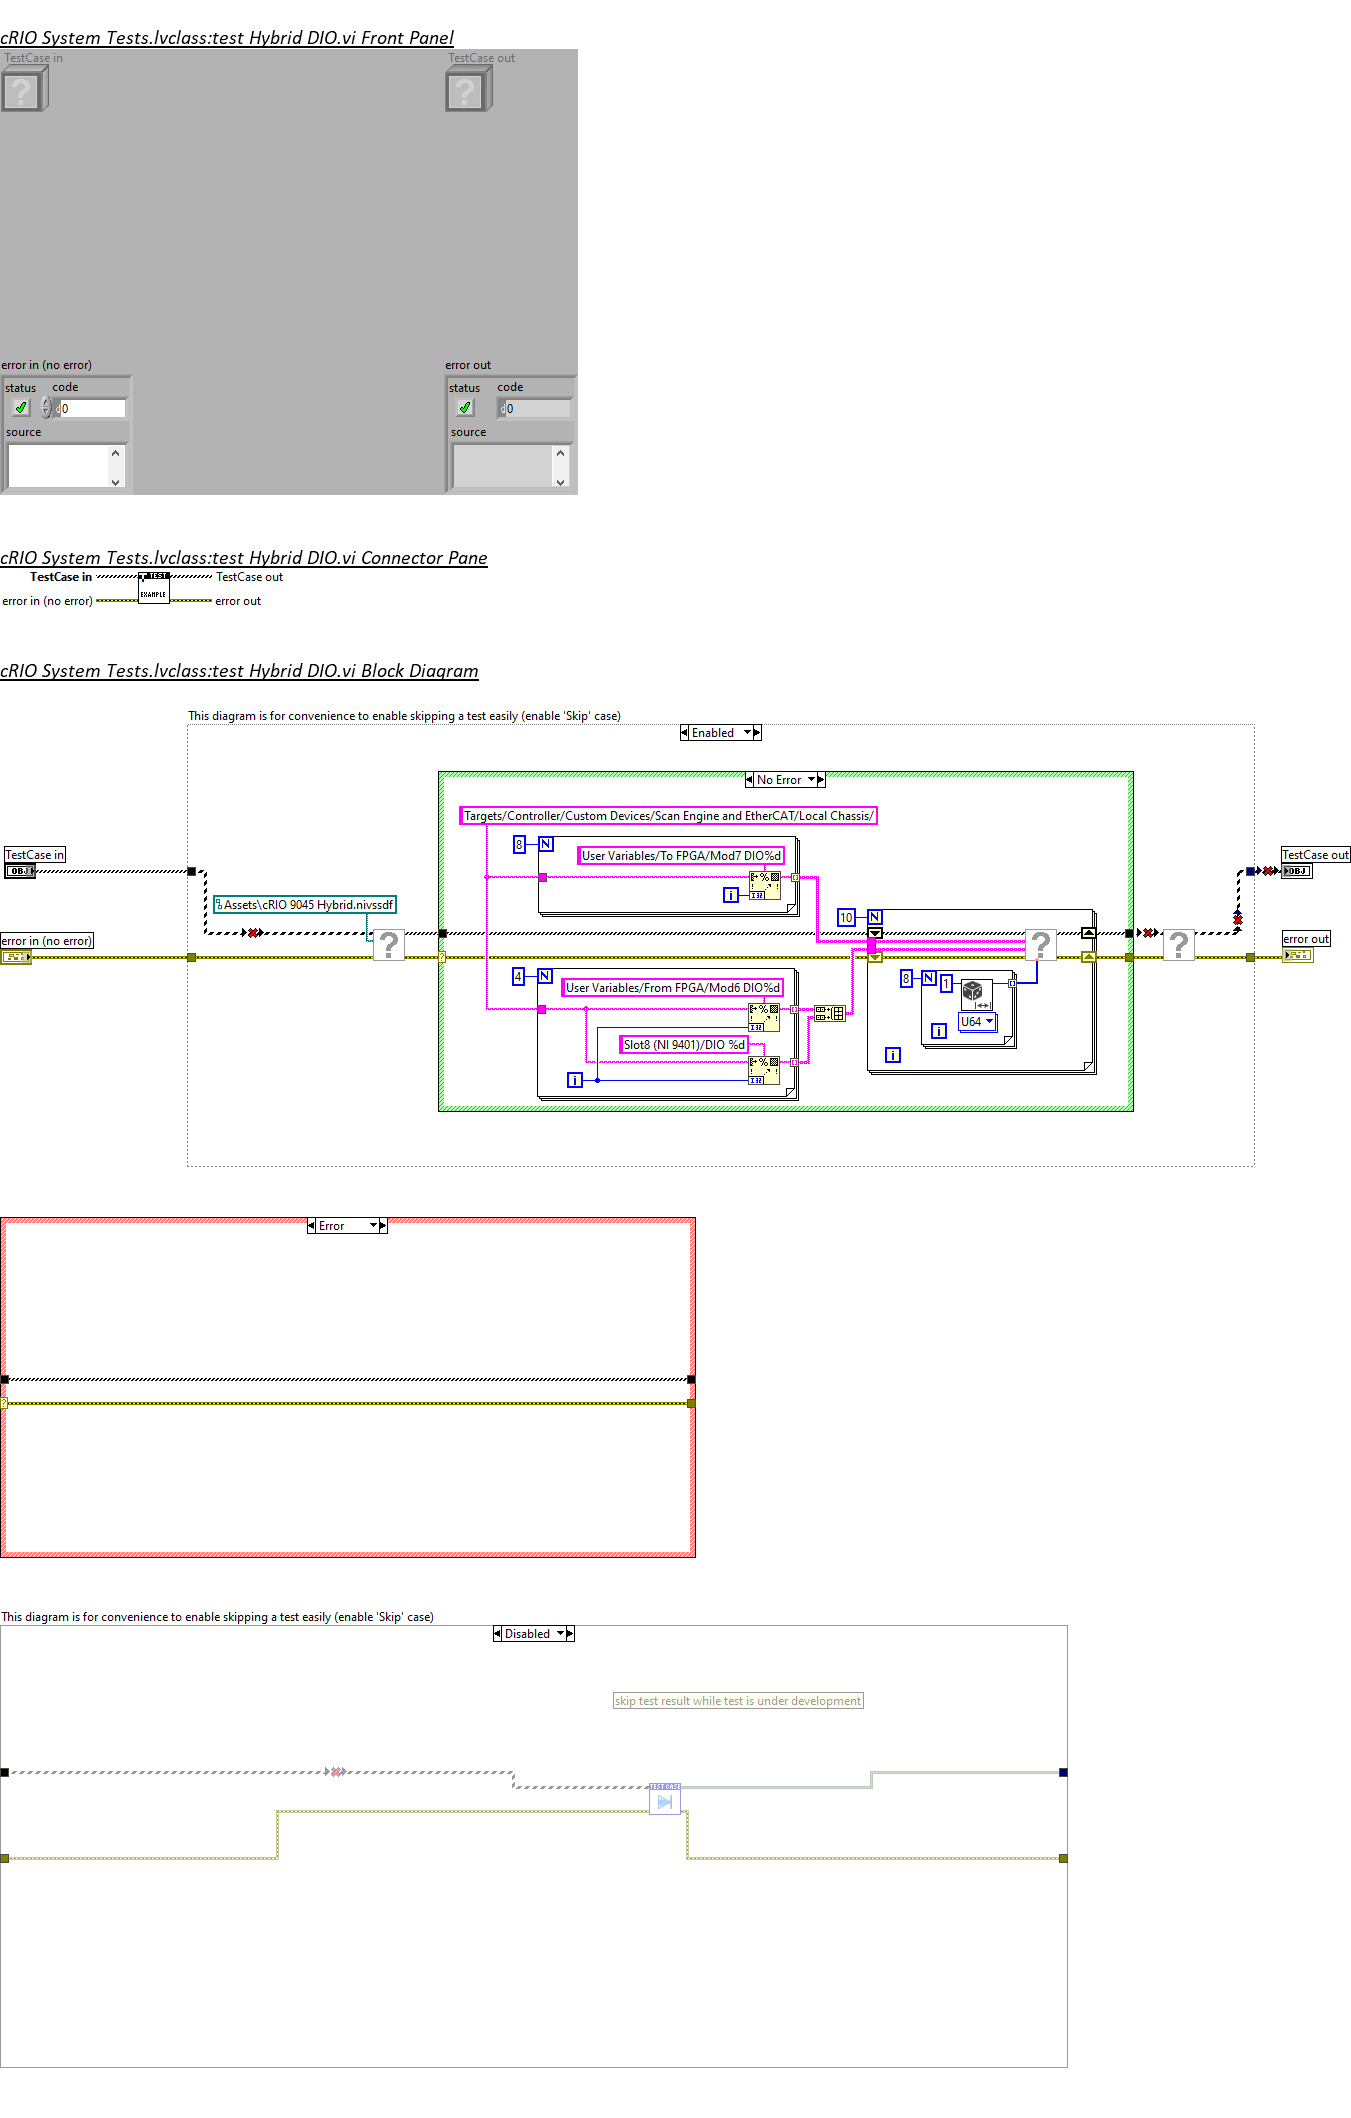 cRIO System Tests.lvclass:test Hybrid DIO.vi Front Panel
TestCase in
TestCase out
?
?
error in (no error)
error out
status
code
status
code
d
0
d
0
source
source
cRIO System Tests.lvclass:test Hybrid DIO.vi Connector Pane
TestCase in
TEST
TestCase out
error in (no error)
EXAMPLE
error out
cRIO System Tests.lvclass:test Hybrid DIO.vi Block Diagram
This diagram is for convenience to enable skipping a test easily (enable 'Skip' case)
Enabled
No Error
Targets/Controller/Custom Devices/Scan Engine and EtherCAT/Local Chassis/
8
N
User Variables/To FPGA/Mod7 DIO%d
TestCase in
OBJ
TestCase out
OBJ
i
I32
Assets\cRIO 9045 Hybrid.nivssdf
10
N
error in (no error)
?
?
?
error out
?
4
N
User Variables/From FPGA/Mod6 DIO%d
8
N
1
I32
U64
i
Slot8 (NI 9401)/DIO %d
i
i
I32
Error
?
This diagram is for convenience to enable skipping a test easily (enable 'Skip' case)
Disabled
skip test result while test is under development
TEST CASE